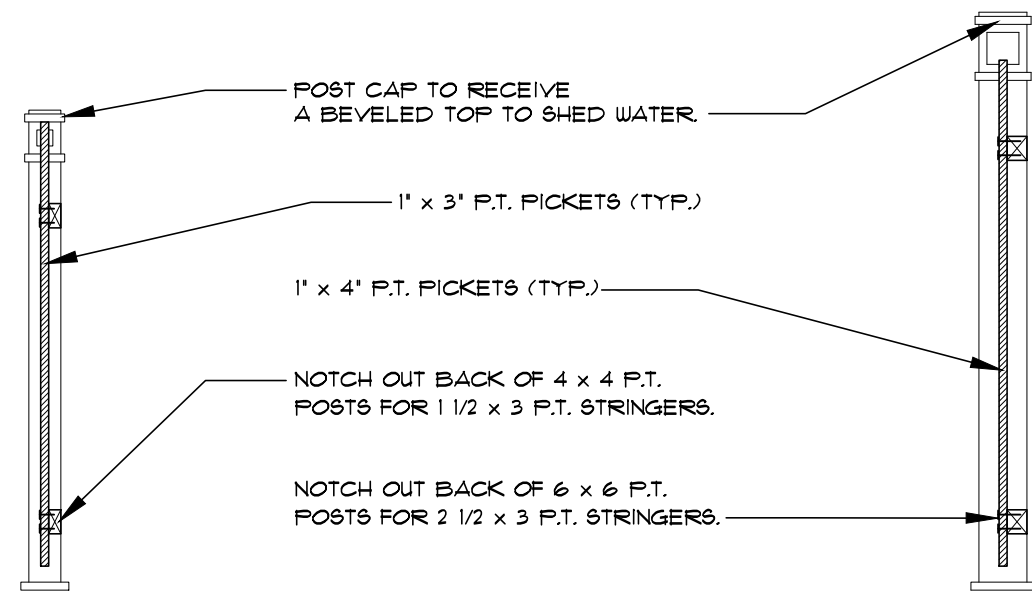 POST CAP TO RECEIVE
A BEVELED TOP TO SHED WATER.
1" x 3" P.T. PICKETS (TYP.)
1" x 4" P.T. PICKETS (TYP.)
NOTCH OUT BACK OF 4 x 4 P.T.
POSTS FOR 1 1/2 x 3 P.T. STRINGERS.
NOTCH OUT BACK OF 6 x 6 P.T.
POSTS FOR 2 1/2 x 3 P.T. STRINGERS.